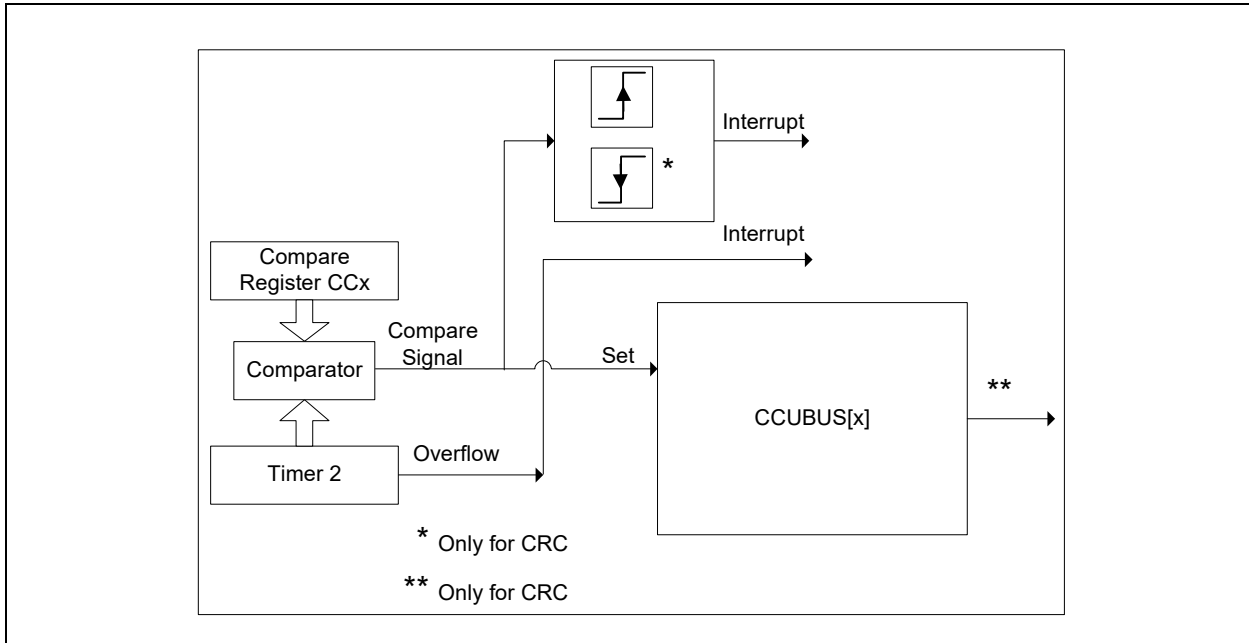 *
Interrupt
Interrupt
Compare
Register CCx
Compare
Signal
Set
Comparator
**
CCUBUS[x]
Overflow
Timer 2
* Only for CRC
** Only for CRC